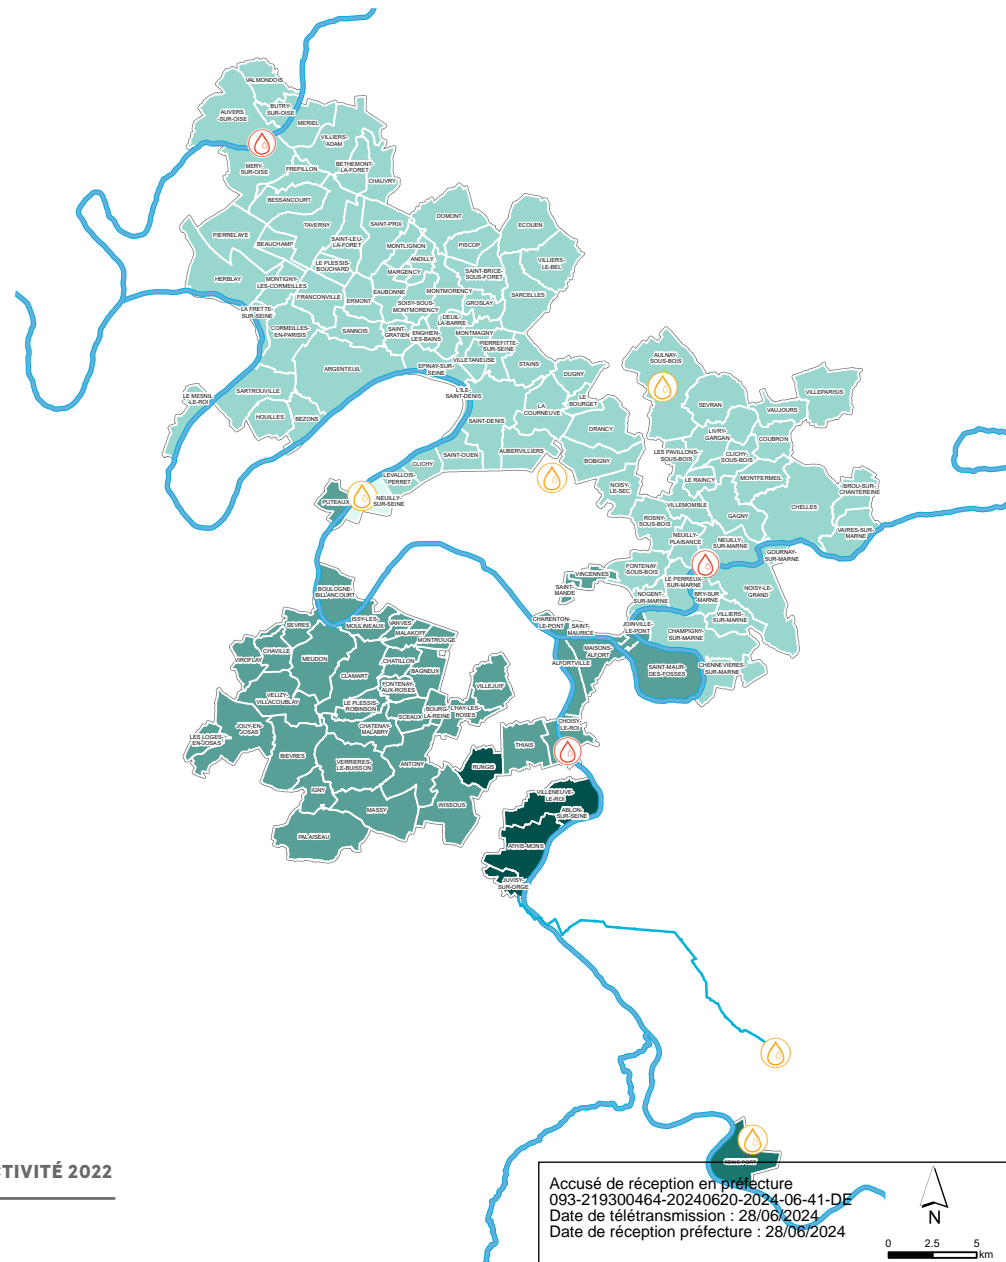 VALMONDOIS
BUTRY-
SUR-OISE
AUVERS
-SUR-OISE
MERIEL
VILLIERS-
ADAM
MERY-
SUR-OISE
FREPILLON
BETHEMONT-
LA-FORET
CHAUVRY
BESSANCOURT
DOMONT
TAVERNY
SAINT-PRIX
ECOUEN
PIERRELAYE
BEAUCHAMP
SAINT-LEU-
LA-FORET
MONTLIGNON
PISCOP
ANDILLY
VILLIERS-
LE-BEL
LE PLESSIS-
BOUCHARD
MARGENCY
SAINT-BRICE-
SOUS-FORET
HERBLAY
MONTIGNY-
LES-CORMEILLES
FRANCONVILLE
ERMONT
EAUBONNE
MONTMORENCY
SARCELLES
SOISY-SOUS-
MONTMORENCY
GROSLAY
LA FRETTE-
SUR-SEINE
CORMEILLES-
EN-PARISIS
SANNOIS
SAINT-
GRATIEN
ENGHIEN-
LES-BAINS
DEUIL-
LA-BARRE
MONTMAGNY
PIERREFITTE-
SUR-SEINE
ARGENTEUIL
EPINAY-SUR-
SEINE
VILLETANEUSE
STAINS
DUGNY
AULNAY-
SOUS-BOIS
LE MESNIL
-LE-ROI
SARTROUVILLE
HOUILLES
BEZONS
L'ILE-
SAINT-DENIS
LA
COURNEUVE
LE
BOURGET
SEVRAN
VILLEPARISIS
VAUJOURS
SAINT-DENIS
DRANCY
LIVRY-
GARGAN
COUBRON
SAINT-OUEN
AUBERVILLIERS
BOBIGNY
LES PAVILLONS-
SOUS-BOIS
CLICHY-
SOUS-BOIS
CLICHY
LEVALLOIS-
PERRET
NOISY-
LE-SEC
LE RAINCY
MONTFERMEIL
BROU-SUR-
CHANTEREINE
PUTEAUX
NEUILLY-
SUR-SEINE
VILLEMOMBLE
CHELLES
ROSNY-
SOUS-BOIS
GAGNY
VAIRES-SUR-
MARNE
NEUILLY-
PLAISANCE
NEUILLY-
SUR-MARNE
GOURNAY-
SUR-MARNE
FONTENAY
-SOUS-BOIS
VINCENNES
SAINT-
MANDE
LE PERREUX-
SUR-MARNE
NOISY-LE-
GRAND
NOGENT-
SUR-MARNE
BRY-SUR
-MARNE
BOULOGNE-
BILLANCOURT
VILLIERS-
SUR-MARNE
ISSY-LES-
MOULINEAUX
VANVES
MALAKOFF
MONTROUGE
CHARENTON-
LE-PONT
SAINT-
MAURICE
JOINVILLE-
LE-PONT
CHAMPIGNY-
SUR-MARNE
SEVRES
CHAVILLE
VIROFLAY
MEUDON
CHATILLON
BAGNEUX
MAISONS-
ALFORT
ALFORTVILLE
SAINT-MAUR-
DES-FOSSES
CHENNEVIERES-
SUR-MARNE
CLAMART
FONTENAY-
AUX-ROSES
VILLEJUIF
VELIZY-
VILLACOUBLAY
LE PLESSIS-
ROBINSON
SCEAUX
BOURG-
LA-REINE
L'HAY-LES-
ROSES
CHATENAY-
MALABRY
CHOISY-
LE-ROI
JOUY-EN-
JOSAS
LES LOGES-
EN-JOSAS
THIAIS
BIEVRES
VERRIERES-
LE-BUISSON
ANTONY
RUNGIS
IGNY
MASSY
WISSOUS
VILLENEUVE-
LE-ROI
ABLON-
SUR-SEINE
PALAISEAU
ATHIS-MONS
JUVISY-
SUR-ORGE
SEINE-PORT
CTIVITÉ 2022
Accusé de réception en préfecture
093-219300464-20240620-2024-06-41-DE
Date de télétransmission : 28/06/2024
Date de réception préfecture : 28/06/2024
N
0 2.5 5
km